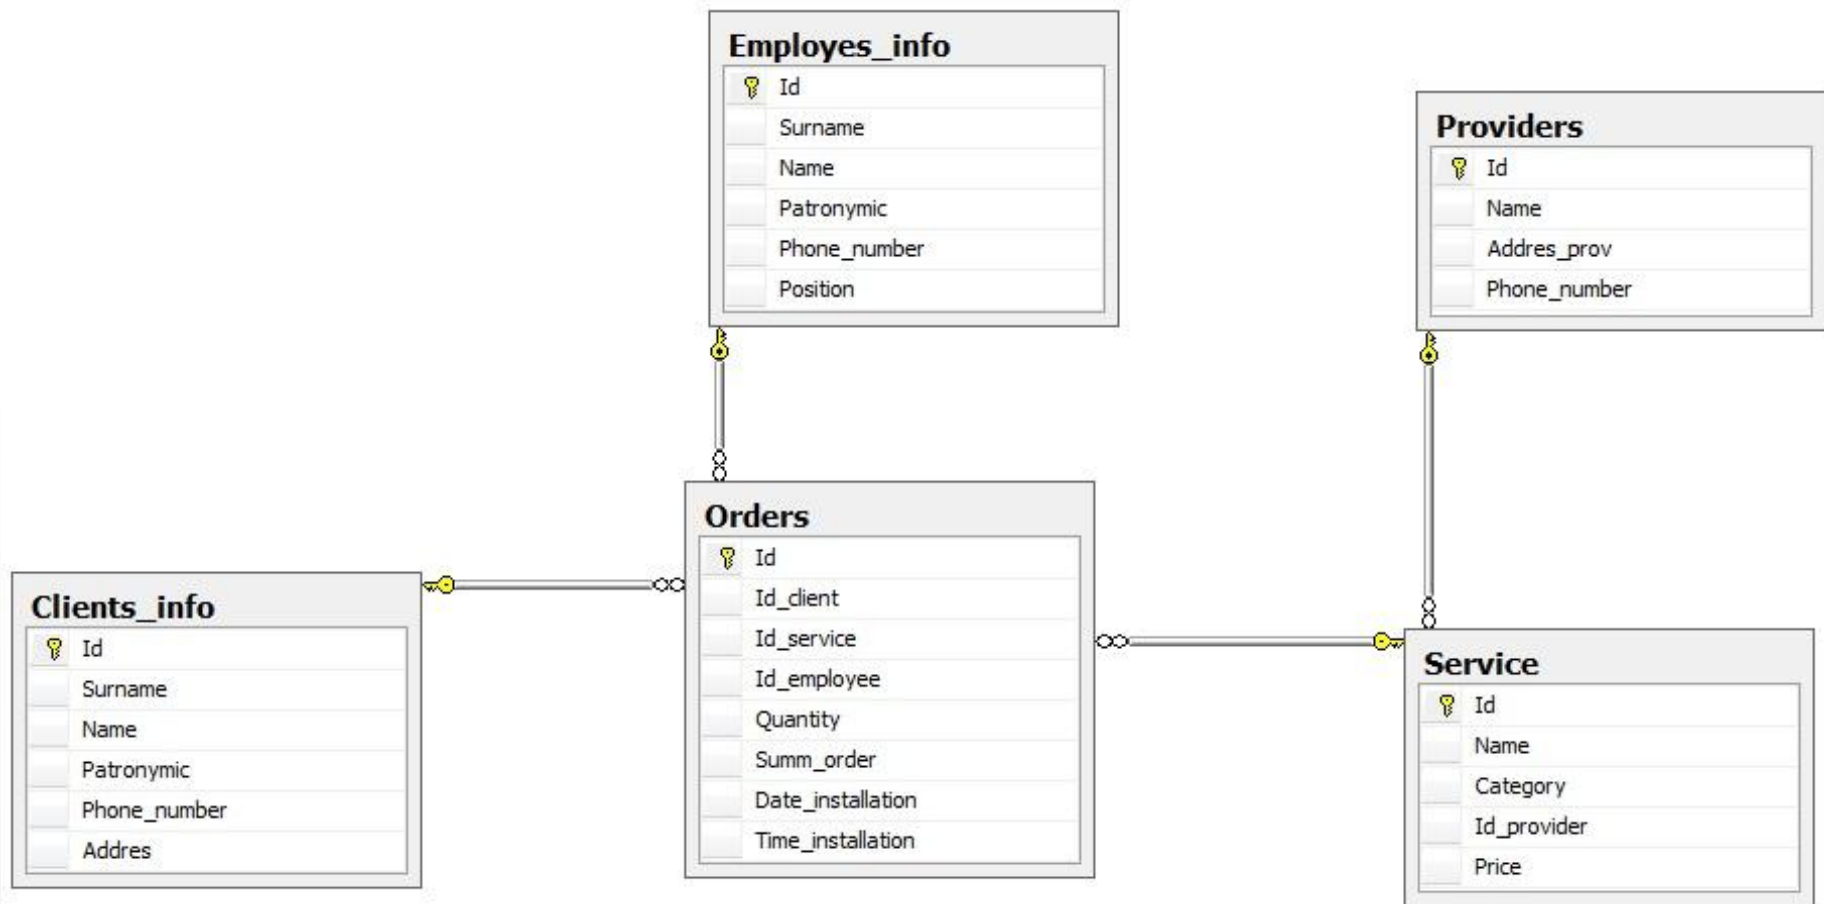 Employes_info
Id
Surname
Name
Patronymic
Phone_number
Position
Providers
Id
Name
Addres_prov
Phone_number
Orders
Id
Id_client
Id_service
Id_employee
Quantity
Summ_order
Date_installation
Time_installation
Clients_info
Id
Surname
Name
Patronymic
Phone_number
Addres
Service
Id
Name
Category
Id_provider
Price